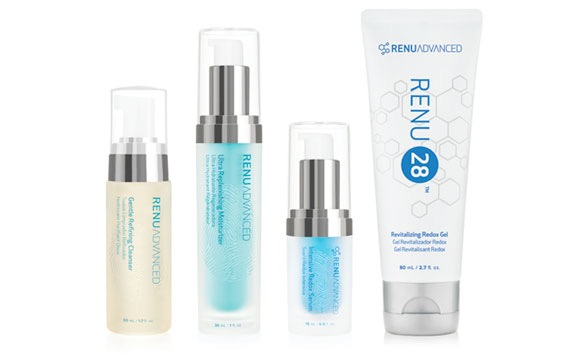 RENUADVANCED
Gentle Refining Cleanser
RENUADVANCED
Ultra Replenishing Moisturizer
RENUADVANCED
Intensive Redox Serum
RENUADVANCED
RENU
28
TM
Revitalizing Redox Gel
Gel Revitalizador Redox
Gel Revitalisant Redox
80 mL / 2.7 fl. oz.